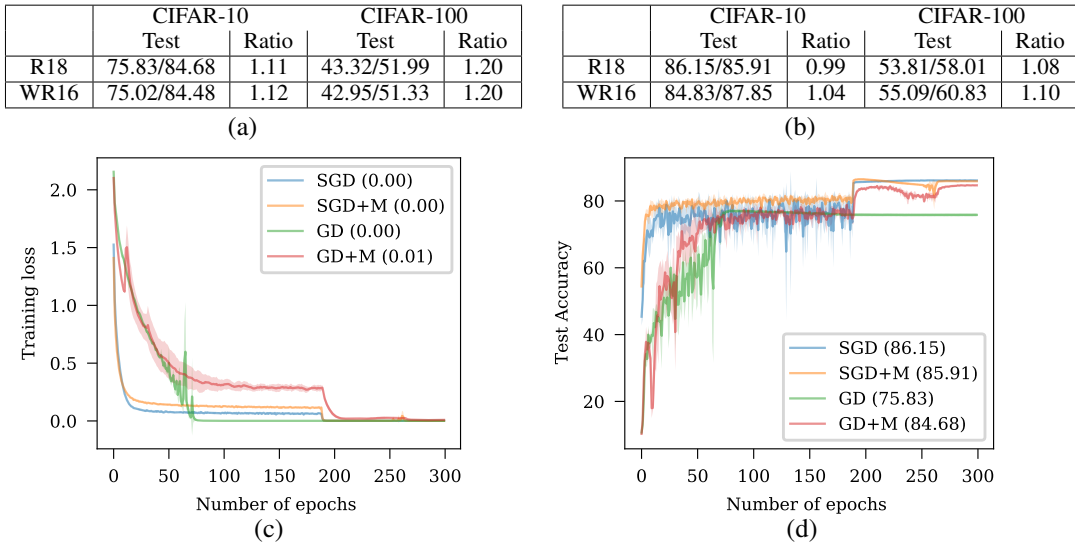 CIFAR-10 CIFAR-100
Test Ratio Test Ratio
R18 75.83/84.68 1.11 43.32/51.99 1.20
WR16 75.02/84.48 1.12 42.95/51.33 1.20
(a)
CIFAR-10 CIFAR-100
Test Ratio Test Ratio
R18 86.15/85.91 0.99 53.81/58.01 1.08
WR16 84.83/87.85 1.04 55.09/60.83 1.10
(b)
Training loss
2.0
1.5
1.0
0.5
0.0
SGD (0.00)
SGD+M (0.00)
GD (0.00)
GD+M (0.01)
0 50 100 150 200 250 300
Number of epochs
(c)
Test Accuracy
80
60
40
20
SGD (86.15)
SGD+M (85.91)
GD (75.83)
GD+M (84.68)
0 50 100 150 200 250 300
Number of epochs
(d)